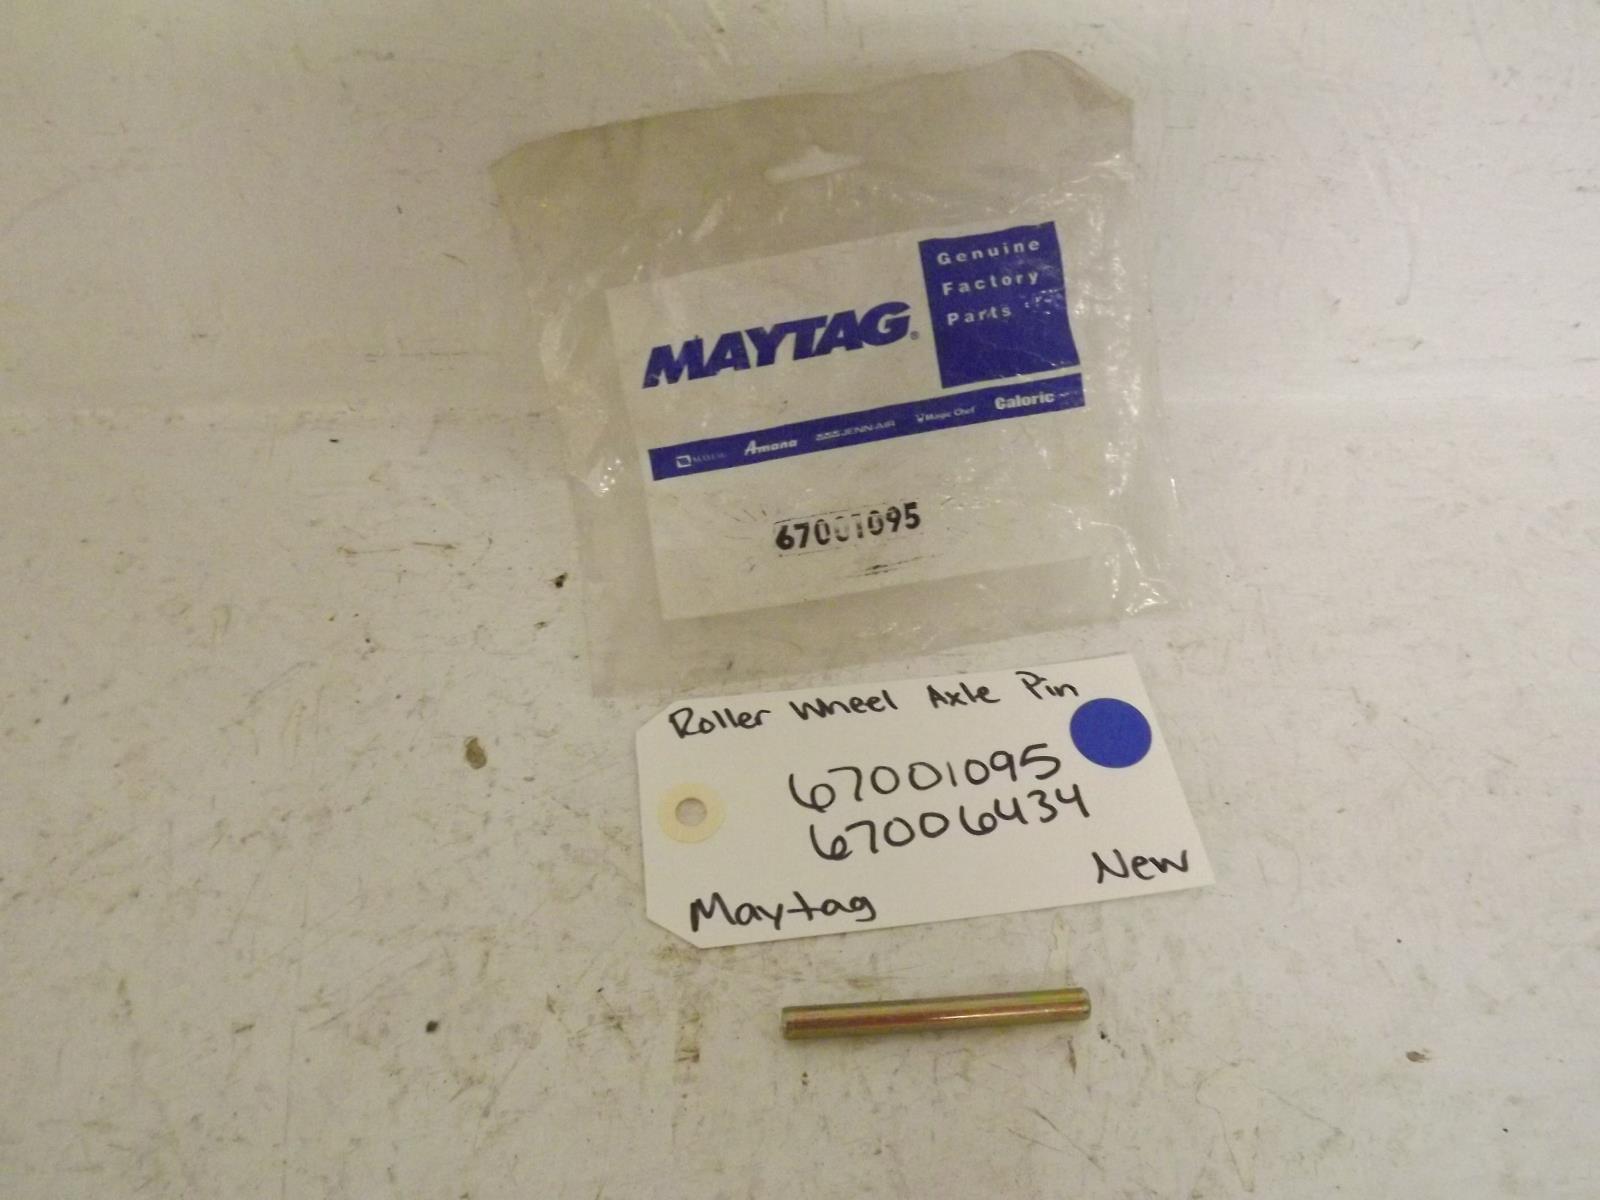 MAYTAG®
Genuine
Factory
Parts
MAYTAG Amana JENN-AIR Magic Chef Caloric
67001095
Roller Wheel Axle Pin
67001095
67006434
Maytag New